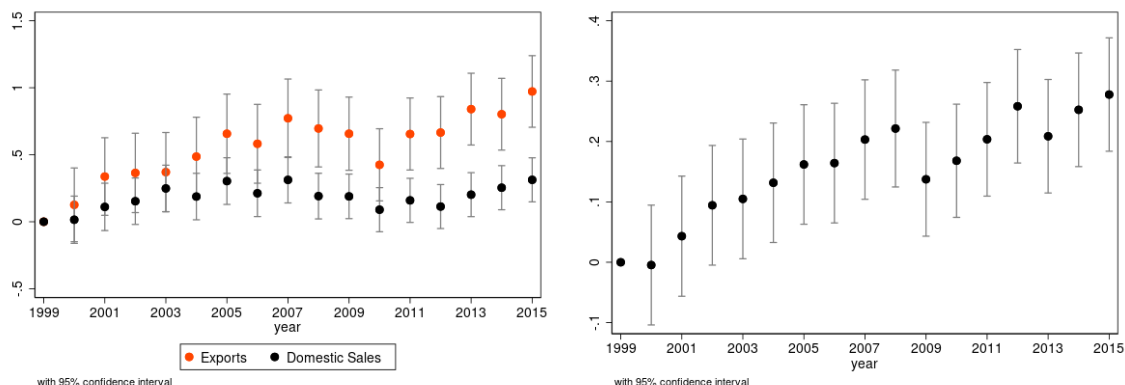 1.5
1
.5
0
-.5
1999 2001 2003 2005 2007 2009 2011 2013 2015
year
Exports Domestic Sales
with 95% confidence interval
.4
.3
.2
.1
0
-.1
1999 2001 2003 2005 2007 2009 2011 2013 2015
year
with 95% confidence interval